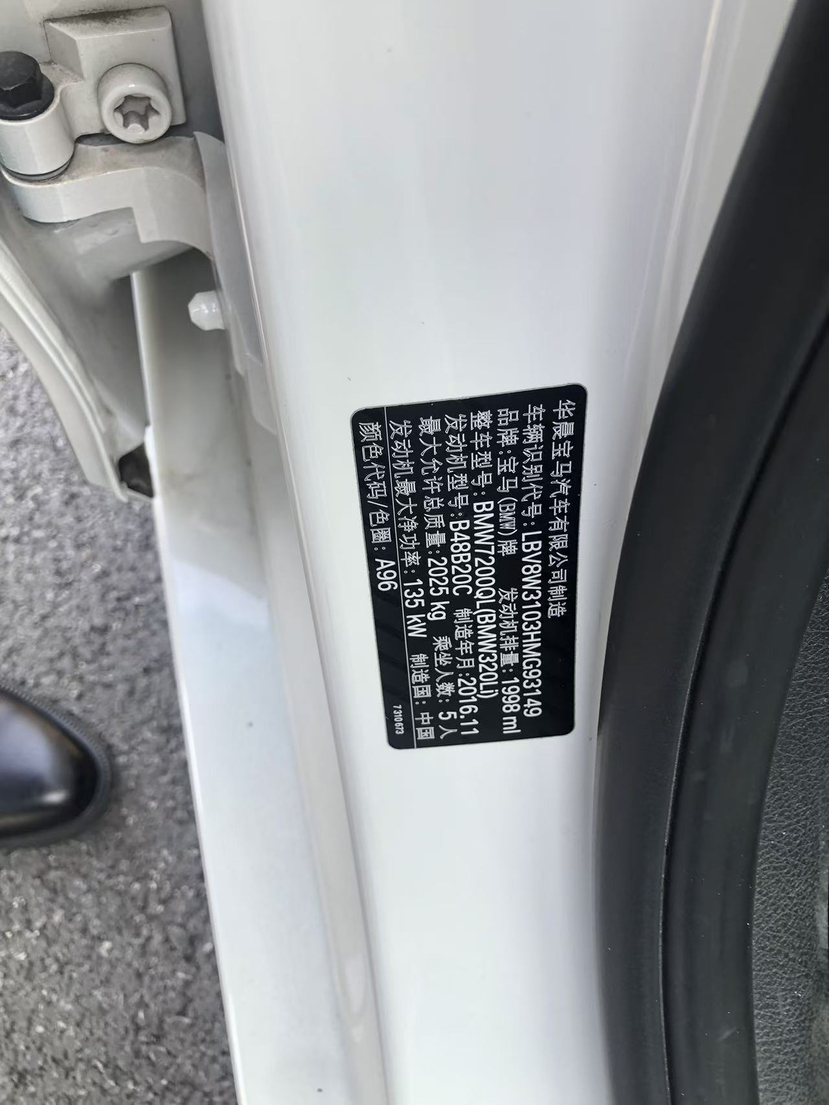 华晨宝马汽车有限公司制造
车辆识别代号:LBV8W3103HMG93149
品牌:宝马(BMW)牌 发动机排量:1998 ml
整车型号:BMW7200QL(BMW320Li)
发动机型号:B48B20C 制造年月:2016.11
最大允许总质量:2025 kg 乘坐人数:5人
发动机最大净功率:135 kW 制造国:中国
颜色代码/色圈:A96 7 310 673